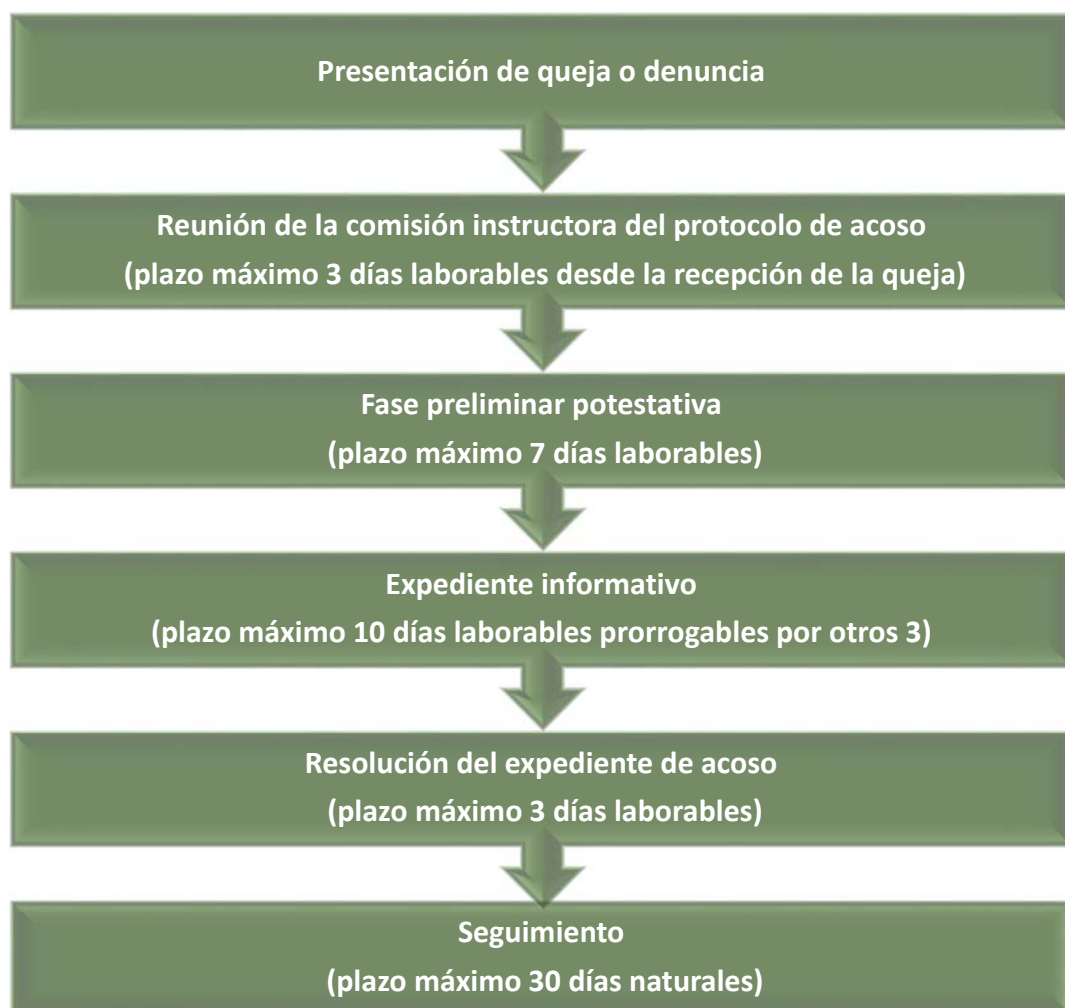 Presentación de queja o denuncia
Reunión de la comisión instructora del protocolo de acoso
(plazo máximo 3 días laborables desde la recepción de la queja)
Fase preliminar potestativa
(plazo máximo 7 días laborables)
Expediente informativo
(plazo máximo 10 días laborables prorrogables por otros 3)
Resolución del expediente de acoso
(plazo máximo 3 días laborables)
Seguimiento
(plazo máximo 30 días naturales)